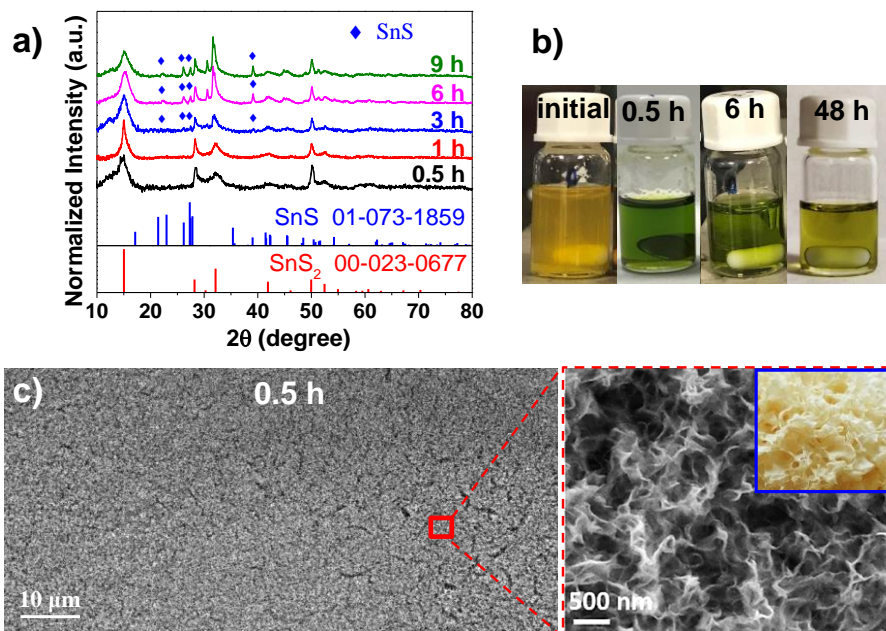 a)
Normalized Intensity (a.u.)
SnS
9 h
6 h
3 h
1 h
0.5 h
SnS 01-073-1859
SnS₂ 00-023-0677
10 20 30 40 50 60 70 80
2θ (degree)
b)
initial 0.5 h 6 h 48 h
c)
0.5 h
10 μm
500 nm